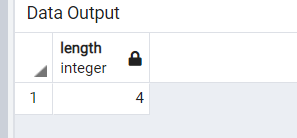 Data Output
length
integer
1 4